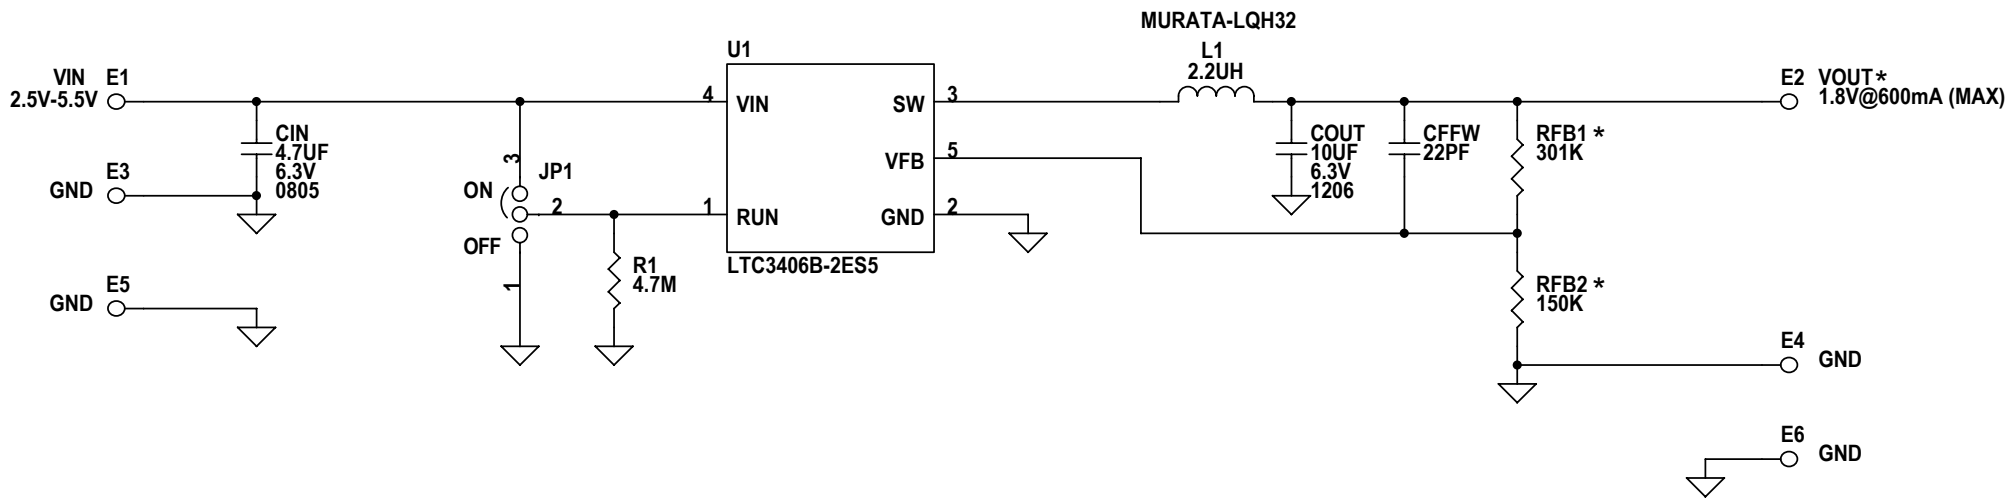 MURATA-LQH32
L1
2.2UH
U1
VIN E1
2.5V-5.5V
E2 VOUT *
1.8V@600mA (MAX)
4 VIN
SW 3
CIN
4.7UF
6.3V
0805
COUT
10UF
6.3V
1206
CFFW
22PF
RFB1 *
301K
VFB 5
E3
GND
3
JP1
ON
2
1 RUN
GND 2
OFF
R1
4.7M
LTC3406B-2ES5
1
E5
GND
RFB2 *
150K
E4
GND
E6
GND